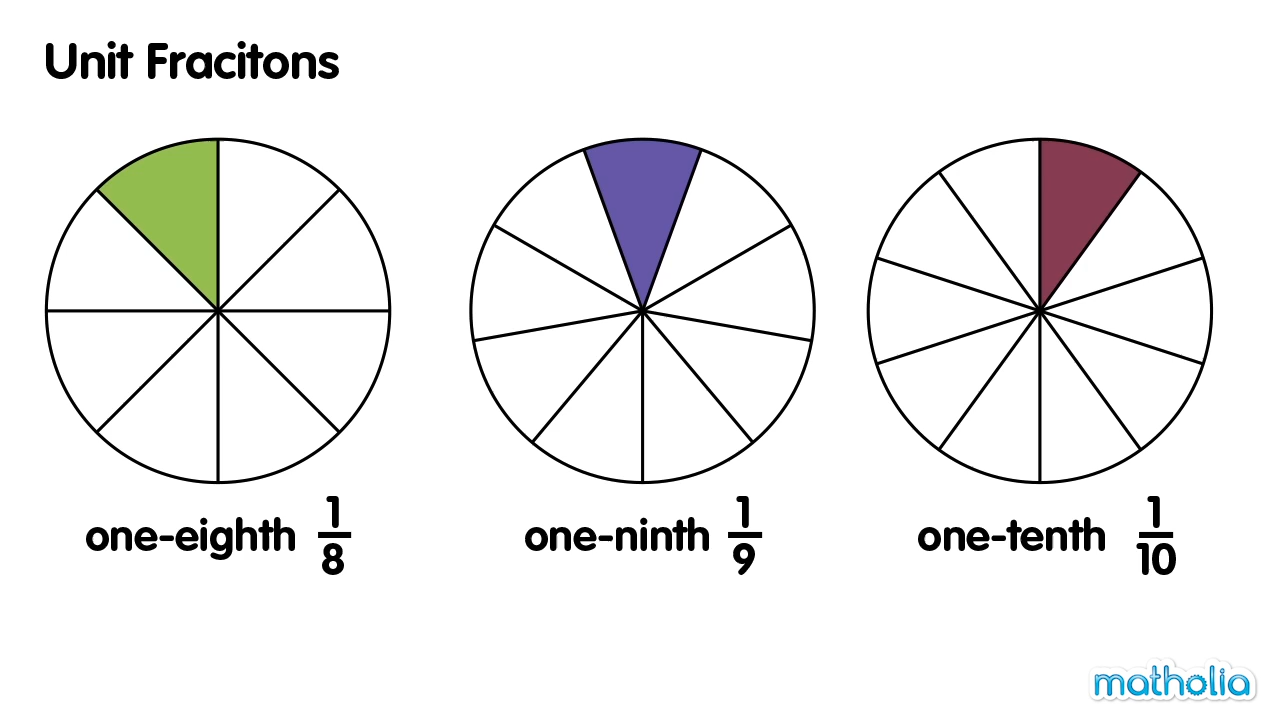 Unit Fracitons
one-eighth 1/8
one-ninth 1/9
one-tenth 1/10
matholia